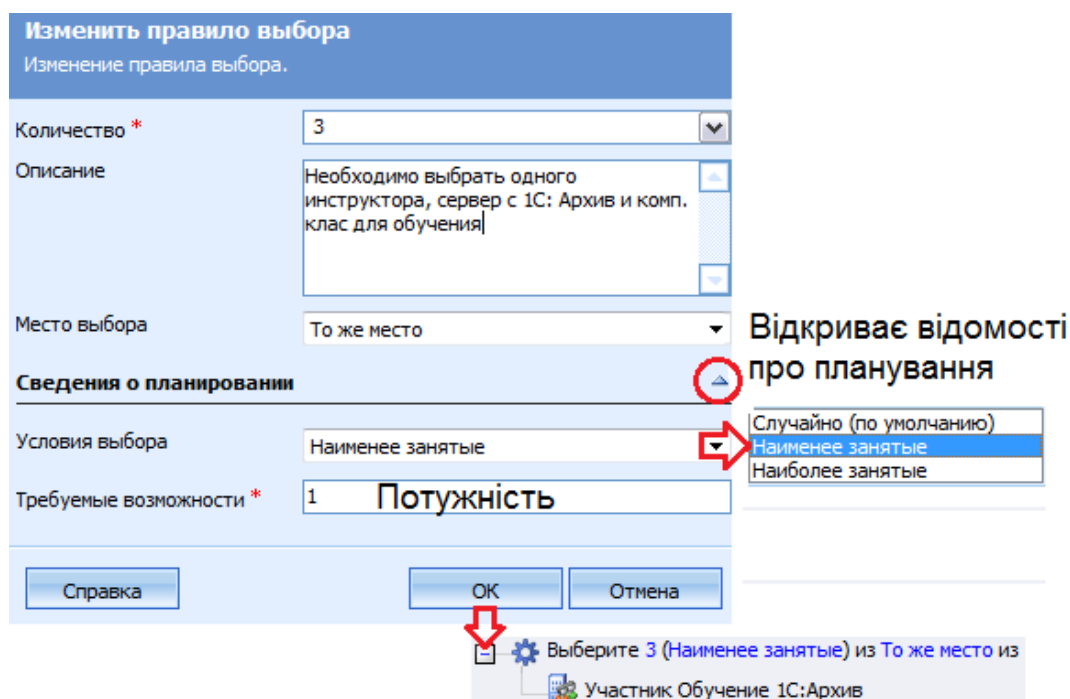 Изменить правило выбора
Изменение правила выбора.
Количество *
3
Описание
Необходимо выбрать одного
инструктора, сервер с 1С: Архив и комп.
клас для обучения
Место выбора
То же место
Відкриває відомості
про планування
Сведения о планировании
Условия выбора
Наименее занятые
Случайно (по умолчанию)
Наименее занятые
Наиболее занятые
Требуемые возможности *
1 Потужність
Справка
ОК
Отмена
Выберите 3 (Наименее занятые) из То же место из
Участник Обучение 1С:Архив